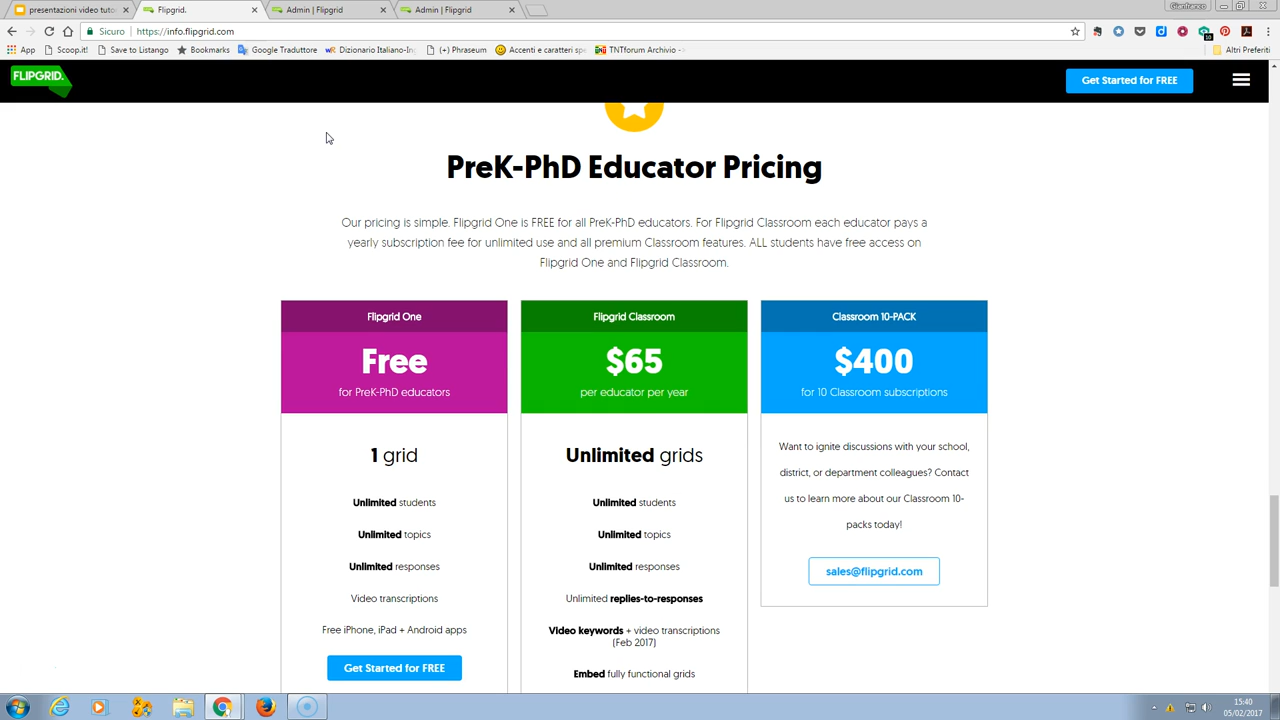 presentazioni video tuto
Flipgrid.
Admin | Flipgrid
Admin | Flipgrid
Gianfranco
Sicuro
https://info.flipgrid.com
App
Scoop.it!
Save to Listango
Bookmarks
Google Traduttore
Dizionario Italiano-In
(+) Phraseum
Accenti e caratteri spe
TNTforum Archivio -
Altri Preferiti
FLIPGRID.
Get Started for FREE
PreK-PhD Educator Pricing
Our pricing is simple. Flipgrid One is FREE for all PreK-PhD educators. For Flipgrid Classroom each educator pays a
yearly subscription fee for unlimited use and all premium Classroom features. ALL students have free access on
Flipgrid One and Flipgrid Classroom.
Flipgrid One
Free
for PreK-PhD educators
1 grid
Unlimited students
Unlimited topics
Unlimited responses
Video transcriptions
Free iPhone, iPad + Android apps
Get Started for FREE
Flipgrid Classroom
$65
per educator per year
Unlimited grids
Unlimited students
Unlimited topics
Unlimited responses
Unlimited replies-to-responses
Video keywords + video transcriptions
(Feb 2017)
Embed fully functional grids
Classroom 10-PACK
$400
for 10 Classroom subscriptions
Want to ignite discussions with your school,
district, or department colleagues? Contact
us to learn more about our Classroom 10-
packs today!
sales@flipgrid.com
15:40
05/02/2017